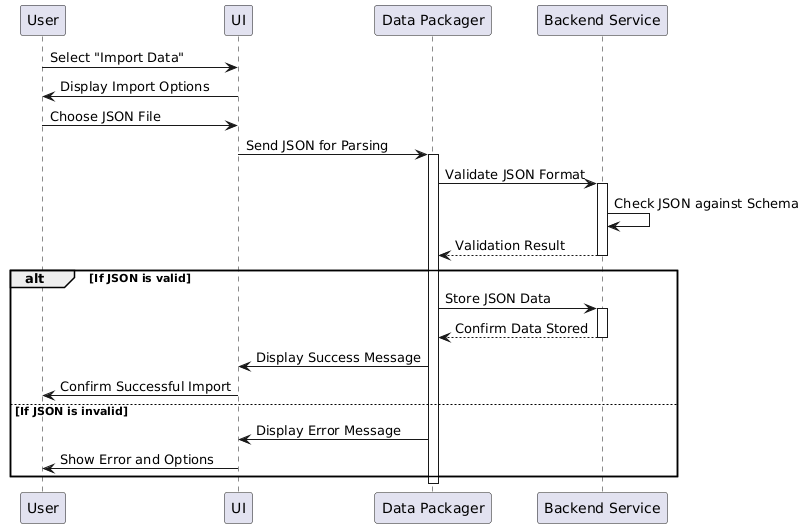 User UI Data Packager Backend Service
Select "Import Data"
Display Import Options
Choose JSON File
Send JSON for Parsing
Validate JSON Format
Check JSON against Schema
Validation Result
alt [If JSON is valid]
Store JSON Data
Confirm Data Stored
Display Success Message
Confirm Successful Import
[If JSON is invalid]
Display Error Message
Show Error and Options
User UI Data Packager Backend Service